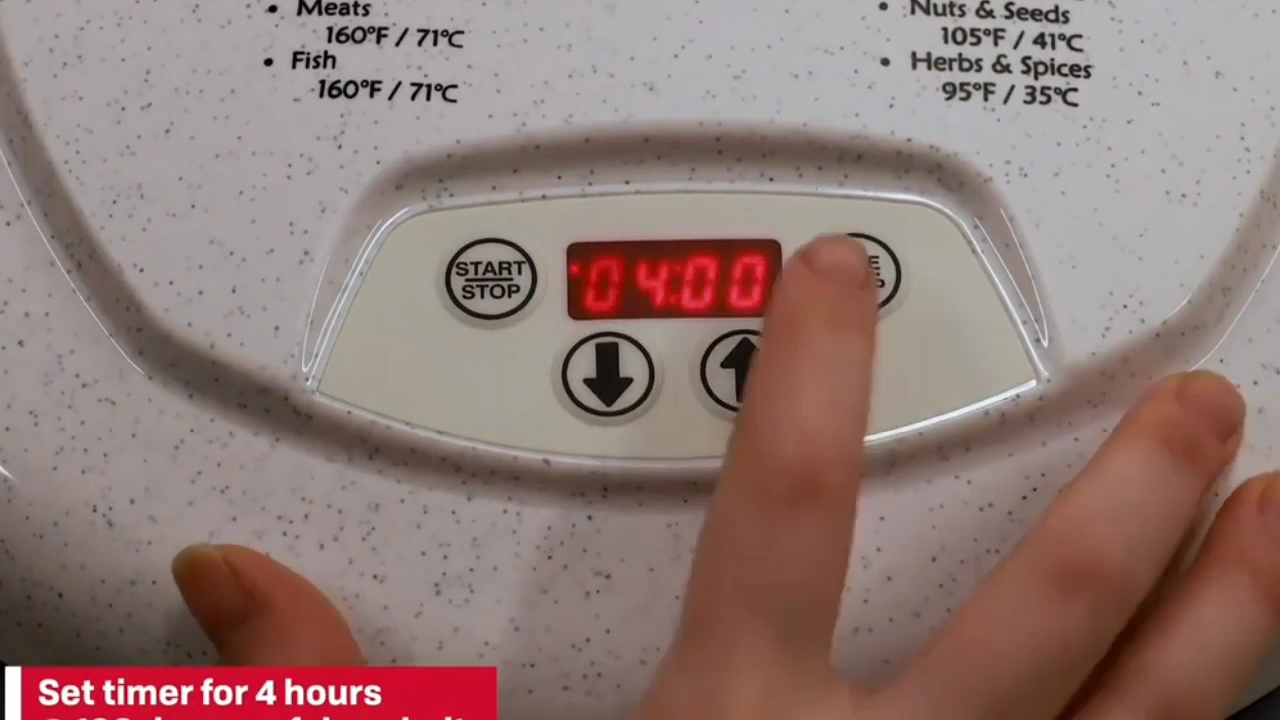 • Meats
160°F / 71°C
• Fish
160°F / 71°C
• Nuts & Seeds
105°F / 41°C
• Herbs & Spices
95°F / 35°C
START
STOP
04:00
Set timer for 4 hours